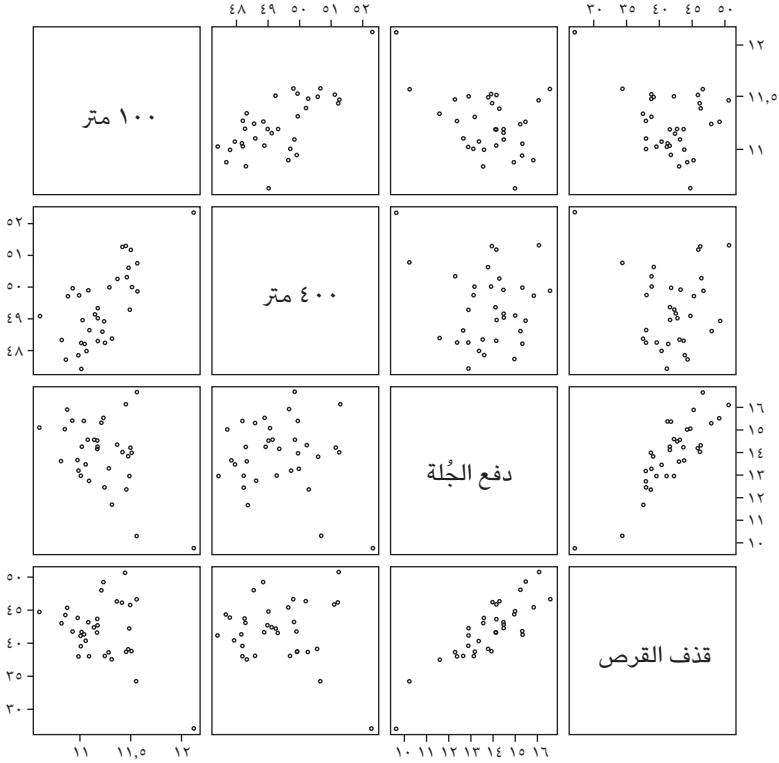 ٤٨ ٤٩ ٥٠ ٥١ ٥٢
٣٠ ٣٥ ٤٠ ٤٥ ٥٠
١٠٠ متر
١٢
١١,٥
١١
٥٢
٥١
٥٠
٤٩
٤٨
٤٠٠ متر
دفع الجُلة
١٦
١٥
١٤
١٣
١٢
١١
١٠
٥٠
٤٥
٤٠
٣٥
٣٠
قذف القرص
١١ ١١,٥ ١٢
١٠ ١١ ١٢ ١٣ ١٤ ١٥ ١٦